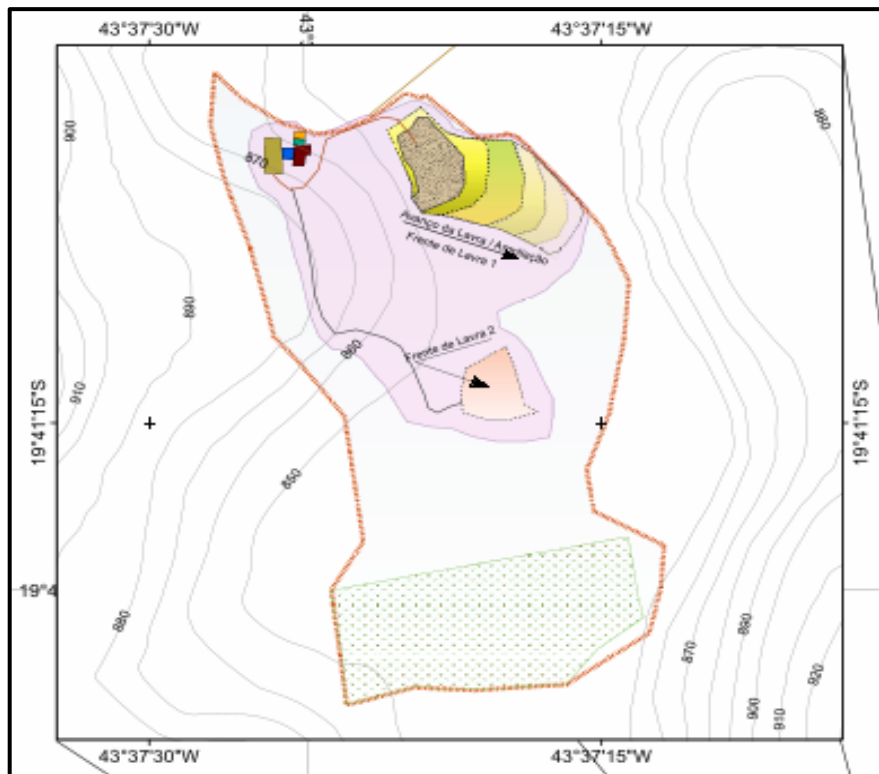 43°37'30"W
43°
43°37'15"W
900
880
870
Avanço da Lavra / Ampliação
Frente de Lavra 1
890
860
Frente de Lavra 2
910
19°41'15"S
19°41'15"S
850
19°4
880
890
870
920
900
910
43°37'30"W
43°37'15"W